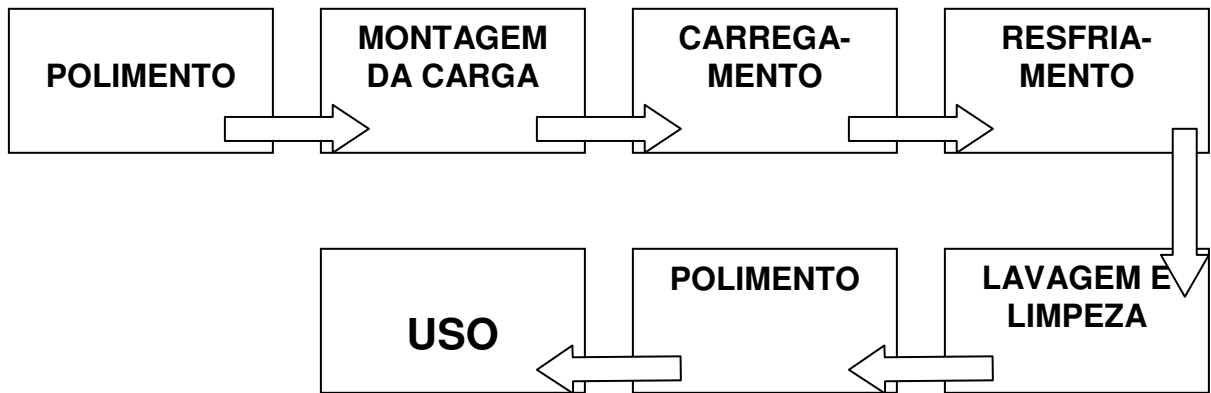 POLIMENTO
MONTAGEM
DA CARGA
CARREGA-
MENTO
RESFRIA-
MENTO
LAVAGEM E
LIMPEZA
POLIMENTO
USO